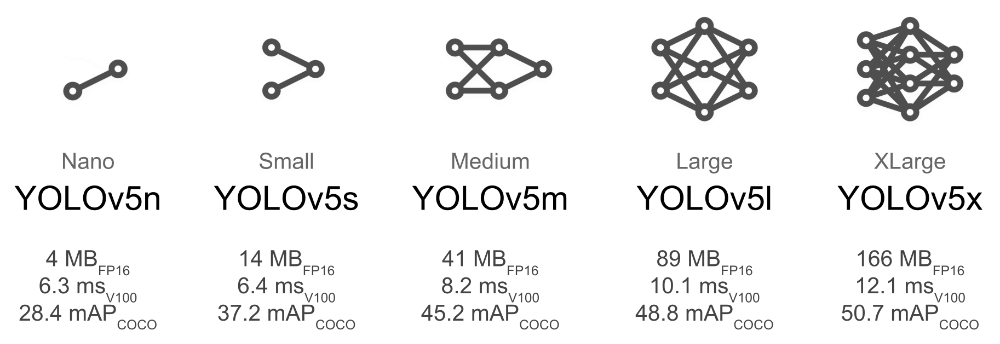 Nano
YOLOv5n
4 MB FP16
6.3 ms V100
28.4 mAP COCO
Small
YOLOv5s
14 MB FP16
6.4 ms V100
37.2 mAP COCO
Medium
YOLOv5m
41 MB FP16
8.2 ms V100
45.2 mAP COCO
Large
YOLOv5l
89 MB FP16
10.1 ms V100
48.8 mAP COCO
XLarge
YOLOv5x
166 MB FP16
12.1 ms V100
50.7 mAP COCO